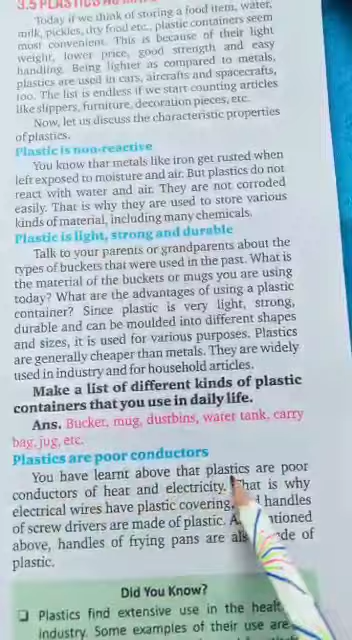 3.5 PLASTICS
Today if we think of storing a food item, water,
milk, pickles, dry food etc., plastic containers seem
most convenient. This is because of their light
weight, lower price, good strength and easy
handling. Being lighter as compared to metals,
plastics are used in cars, aircrafts and spacecrafts,
too. The list is endless if we start counting articles
like slippers, furniture, decoration pieces, etc.
Now, let us discuss the characteristic properties
of plastics.
Plastic is non-reactive
You know that metals like iron get rusted when
left exposed to moisture and air. But plastics do not
react with water and air. They are not corroded
easily. That is why they are used to store various
kinds of material, including many chemicals.
Plastic is light, strong and durable
Talk to your parents or grandparents about the
types of buckets that were used in the past. What is
the material of the buckets or mugs you are using
today? What are the advantages of using a plastic
container? Since plastic is very light, strong,
durable and can be moulded into different shapes
and sizes, it is used for various purposes. Plastics
are generally cheaper than metals. They are widely
used in industry and for household articles.
Make a list of different kinds of plastic
containers that you use in daily life.
Ans. Bucket, mug, dustbins, water tank, carry
bag, jug, etc.
Plastics are poor conductors
You have learnt above that plastics are poor
conductors of heat and electricity. That is why
electrical wires have plastic covering, handles
of screw drivers are made of plastic.
above, handles of frying pans are of
plastic.
Did You Know?
❑ Plastics find extensive use in the
industry. Some examples of their use are